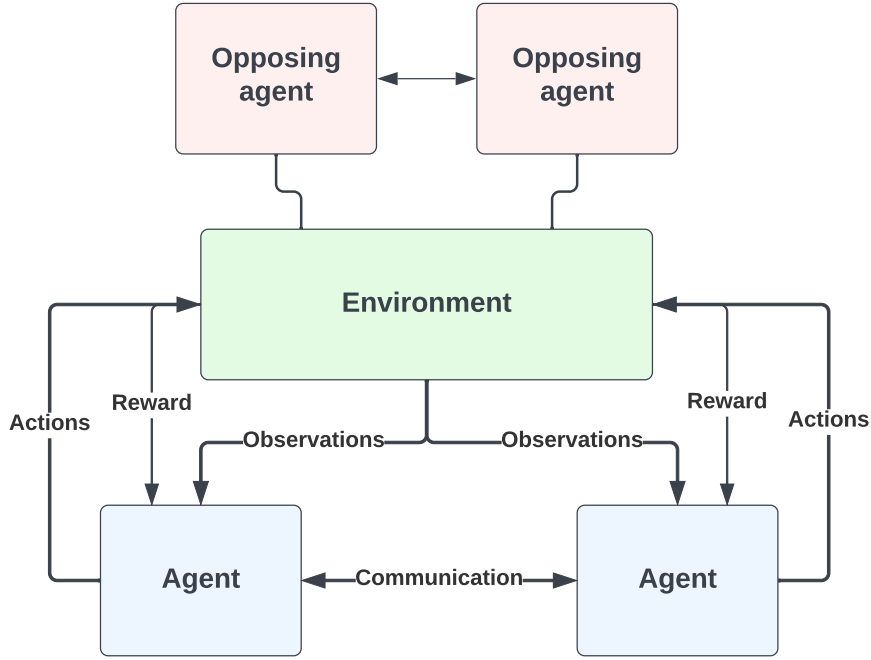 Opposing
agent
Opposing
agent
Environment
Reward
Reward
Actions
Actions
Observations
Observations
Agent
Communication
Agent